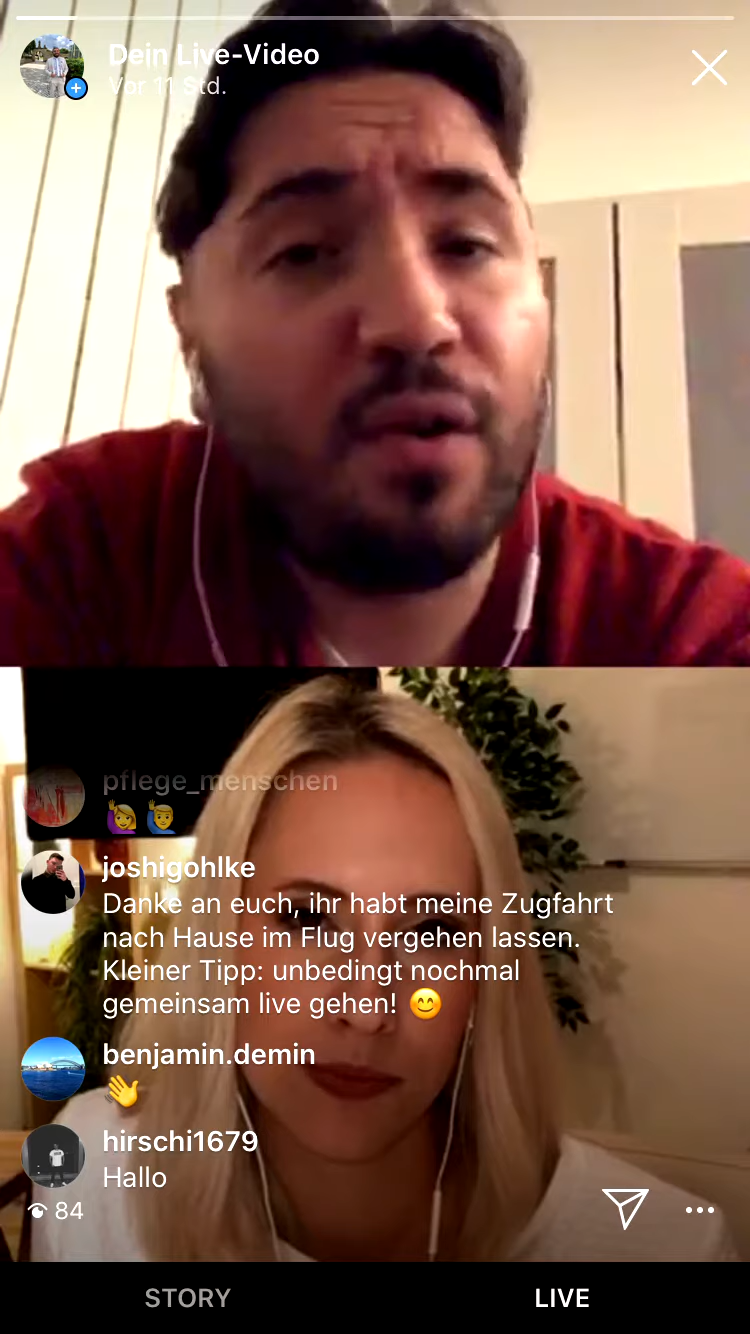 Dein Live-Video
Vor 11 Std.
pflege_menschen
🙋‍♀️🙋‍♂️
joshigohlke
Danke an euch, ihr habt meine Zugfahrt
nach Hause im Flug vergehen lassen.
Kleiner Tipp: unbedingt nochmal
gemeinsam live gehen! 😊
benjamin.demin
👋
hirschi1679
Hallo
84
STORY
LIVE